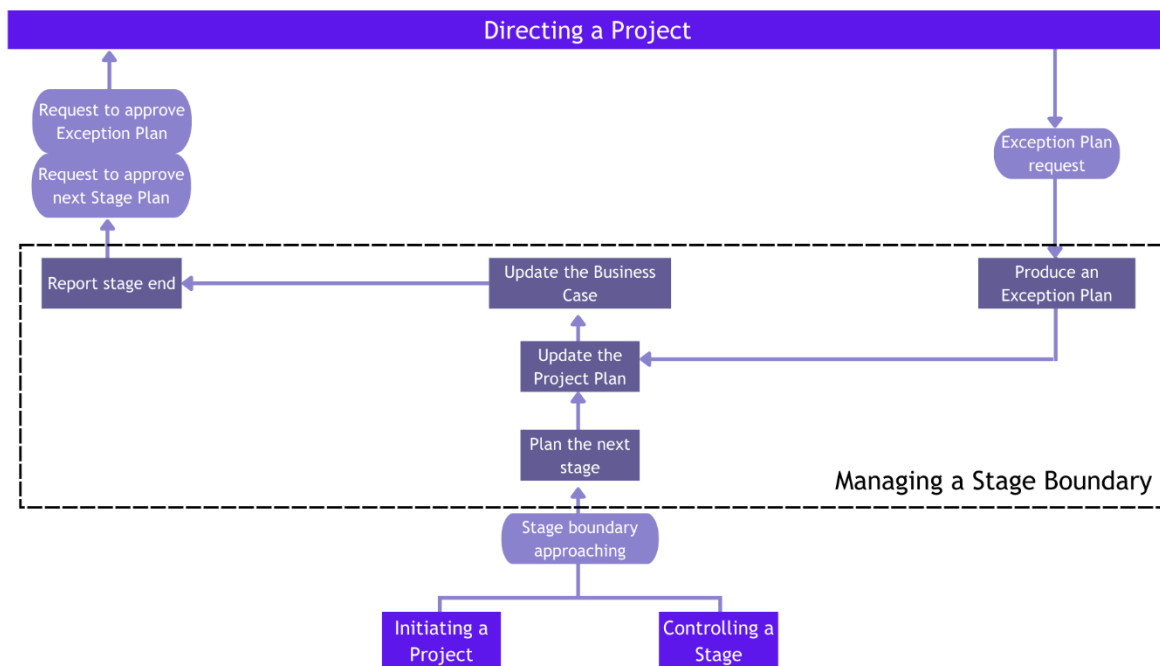 Directing a Project
Request to approve
Exception Plan
Request to approve
next Stage Plan
Exception Plan
request
Report stage end
Update the Business
Case
Produce an
Exception Plan
Update the
Project Plan
Plan the next
stage
Managing a Stage Boundary
Stage boundary
approaching
Initiating a
Project
Controlling a
Stage